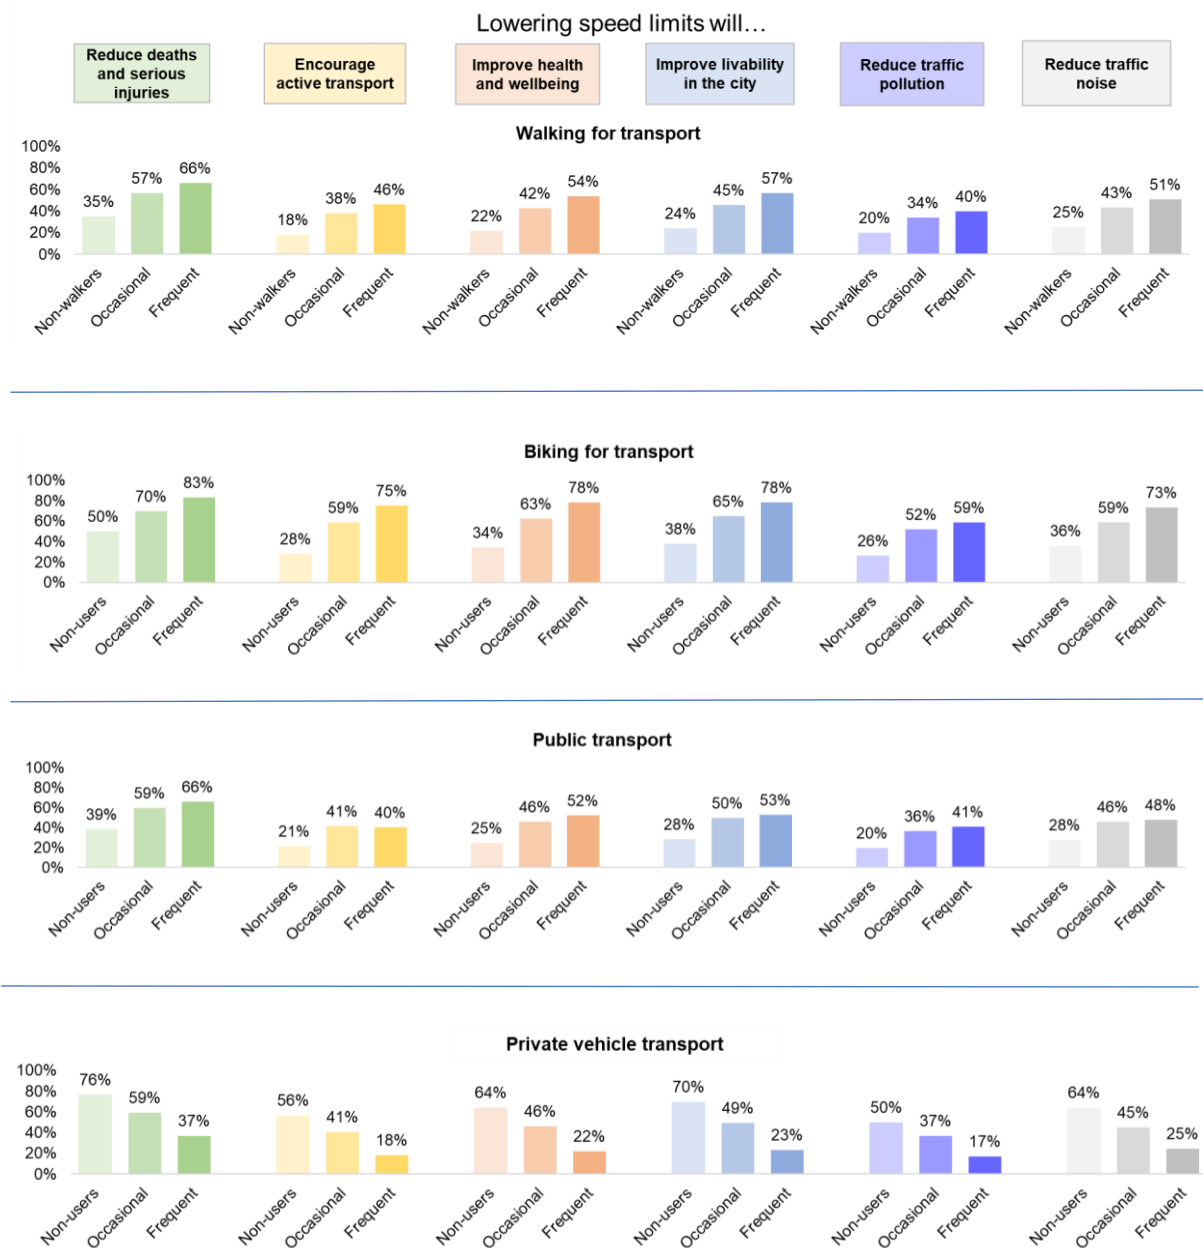 Lowering speed limits will...
Reduce deaths
and serious
injuries
Encourage
active transport
Improve health
and wellbeing
Improve livability
in the city
Reduce traffic
pollution
Reduce traffic
noise
Walking for transport
100%
80%
60%
40%
20%
0%
35% 57% 66%
18% 38% 46%
22% 42% 54%
24% 45% 57%
20% 34% 40%
25% 43% 51%
Non-walkers Occasional Frequent
Non-walkers Occasional Frequent
Non-walkers Occasional Frequent
Non-walkers Occasional Frequent
Non-walkers Occasional Frequent
Non-walkers Occasional Frequent
Biking for transport
100%
80%
60%
40%
20%
0%
50% 70% 83%
28% 59% 75%
34% 63% 78%
38% 65% 78%
26% 52% 59%
36% 59% 73%
Non-users Occasional Frequent
Non-users Occasional Frequent
Non-users Occasional Frequent
Non-users Occasional Frequent
Non-users Occasional Frequent
Non-users Occasional Frequent
Public transport
100%
80%
60%
40%
20%
0%
39% 59% 66%
21% 41% 40%
25% 46% 52%
28% 50% 53%
20% 36% 41%
28% 46% 48%
Non-users Occasional Frequent
Non-users Occasional Frequent
Non-users Occasional Frequent
Non-users Occasional Frequent
Non-users Occasional Frequent
Non-users Occasional Frequent
Private vehicle transport
100%
80%
60%
40%
20%
0%
76% 59% 37%
56% 41% 18%
64% 46% 22%
70% 49% 23%
50% 37% 17%
64% 45% 25%
Non-users Occasional Frequent
Non-users Occasional Frequent
Non-users Occasional Frequent
Non-users Occasional Frequent
Non-users Occasional Frequent
Non-users Occasional Frequent